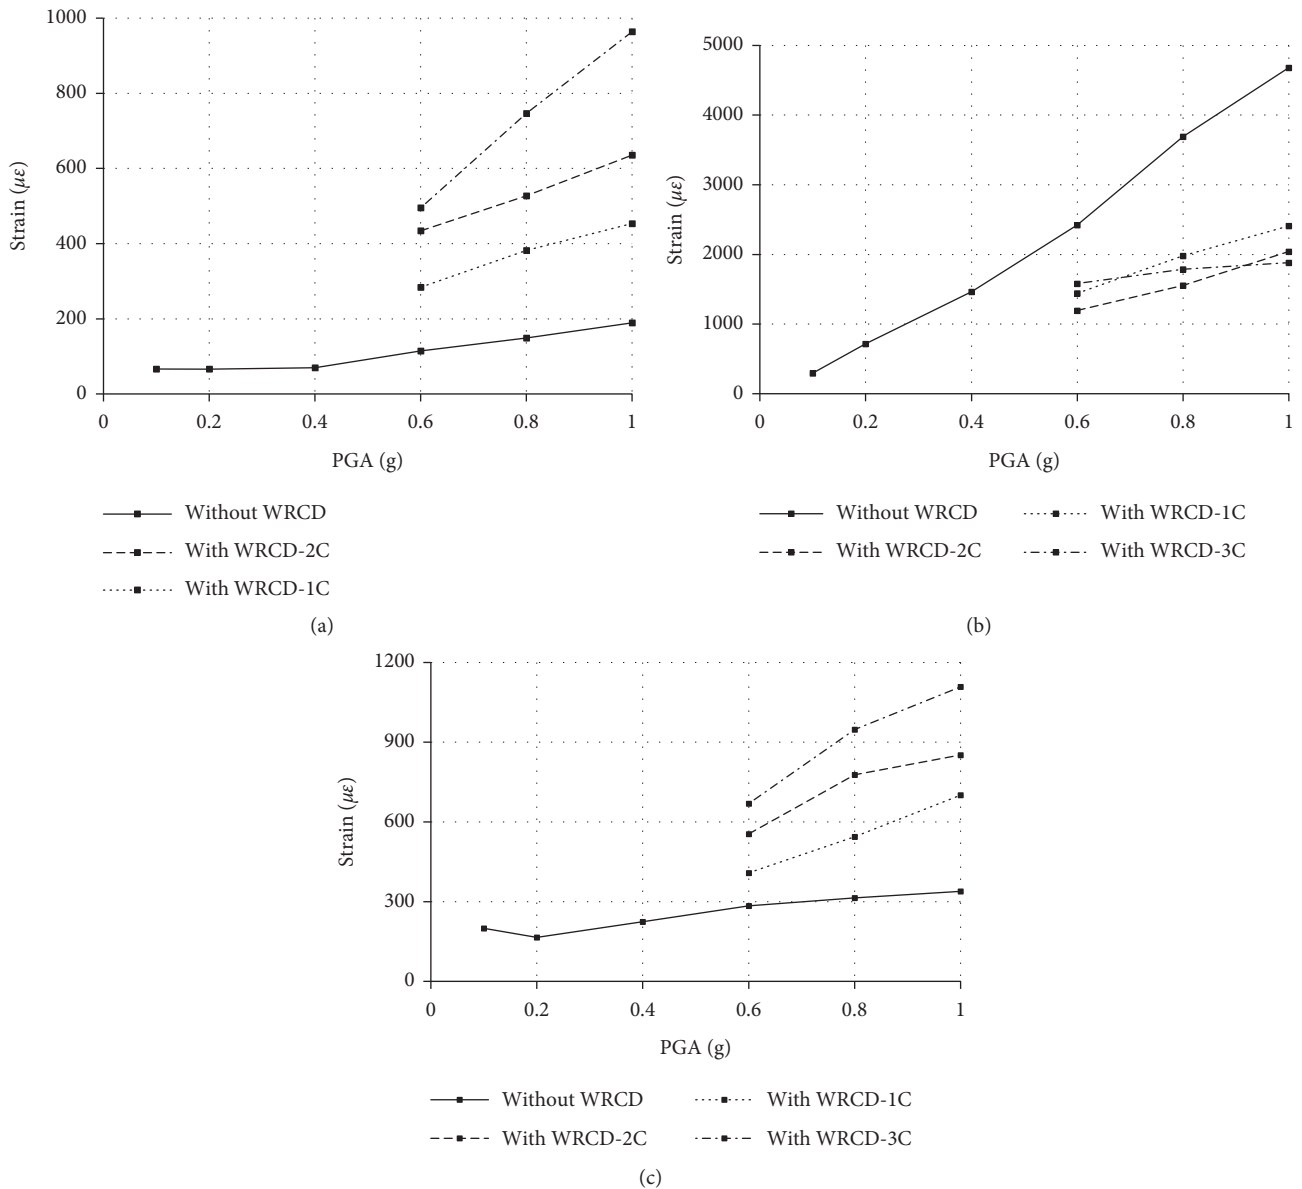 1000
800
600
400
200
0
Strain (με)
0 0.2 0.4 0.6 0.8 1
PGA (g)
Without WRCD
With WRCD-2C
With WRCD-1C
(a)
5000
4000
3000
2000
1000
0
Strain (με)
0 0.2 0.4 0.6 0.8 1
PGA (g)
Without WRCD With WRCD-1C
With WRCD-2C With WRCD-3C
(b)
1200
900
600
300
0
Strain (με)
0 0.2 0.4 0.6 0.8 1
PGA (g)
Without WRCD With WRCD-1C
With WRCD-2C With WRCD-3C
(c)